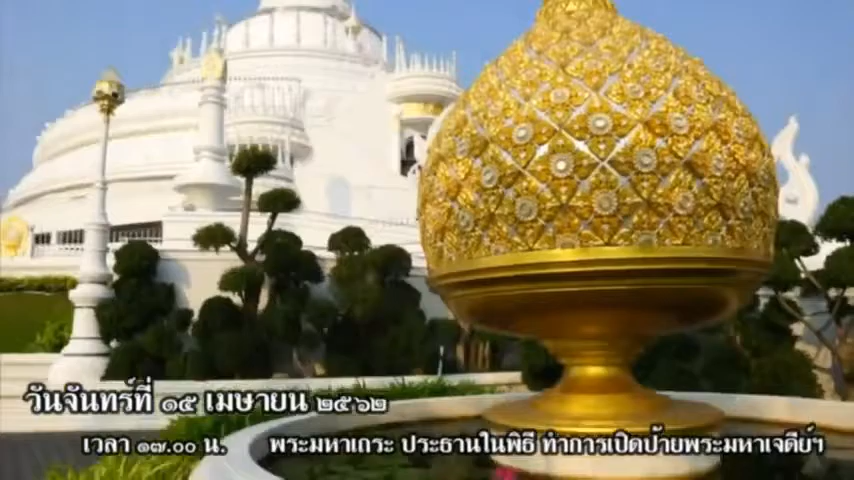 วันจันทร์ที่ ๑๕ เมษายน ๒๕๖๒
เวลา ๑๗.๐๐ น. พระมหาเถระ ประธานในพิธี ทำการเปิดป้ายพระมหาเจดีย์ฯ